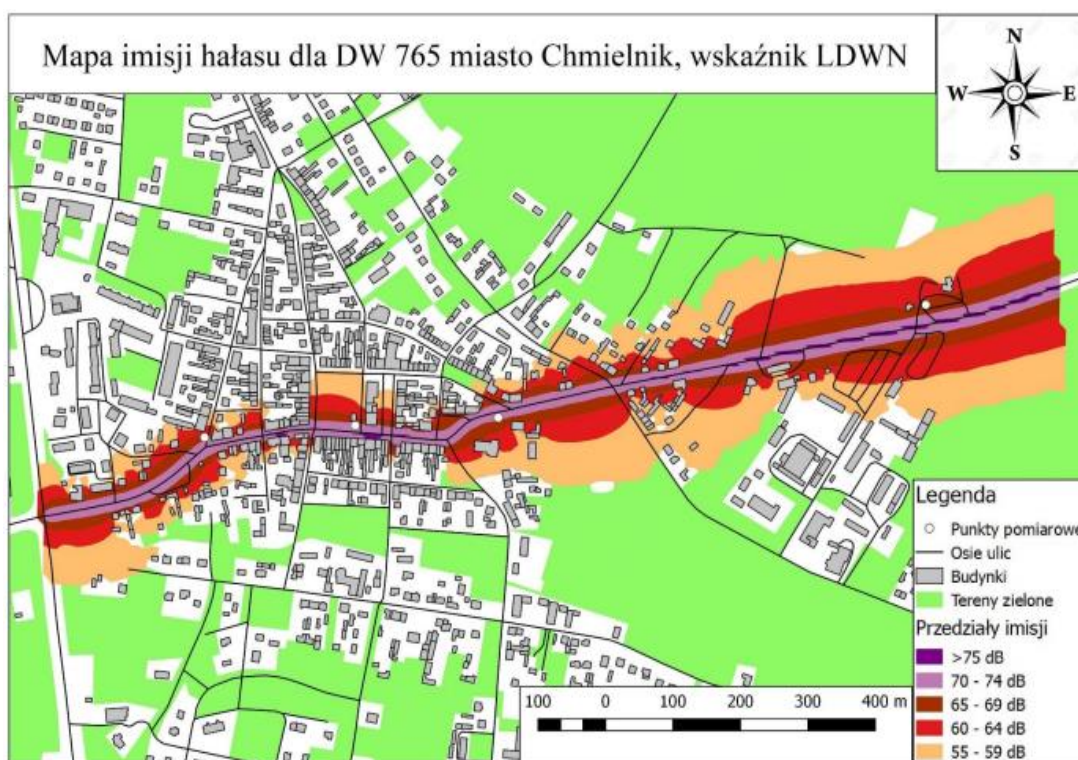 Mapa imisji hałasu dla DW 765 miasto Chmielnik, wskaźnik LDWN
N
W E
S
Legenda
Punkty pomiarowe
Osie ulic
Budynki
Tereny zielone
Przedziały imisji
>75 dB
70 - 74 dB
65 - 69 dB
60 - 64 dB
55 - 59 dB
100 0 100 200 300 400 m